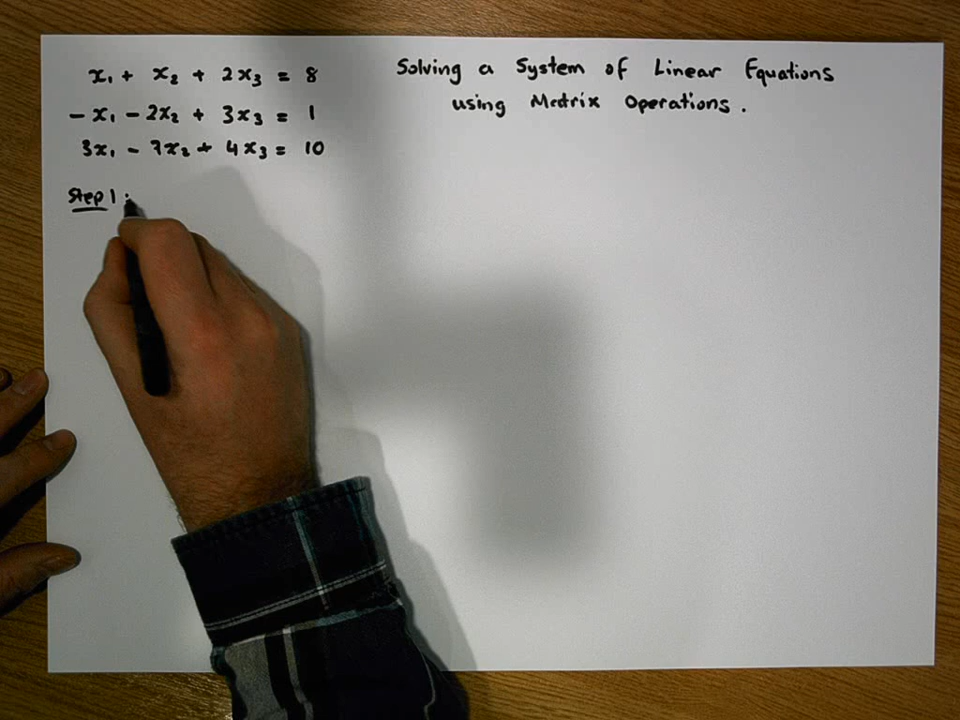 x₁ + x₂ + 2x₃ = 8
- x₁ - 2x₂ + 3x₃ = 1
3x₁ - 7x₂ + 4x₃ = 10
Solving a System of Linear Equations
using Matrix Operations.
Step 1: